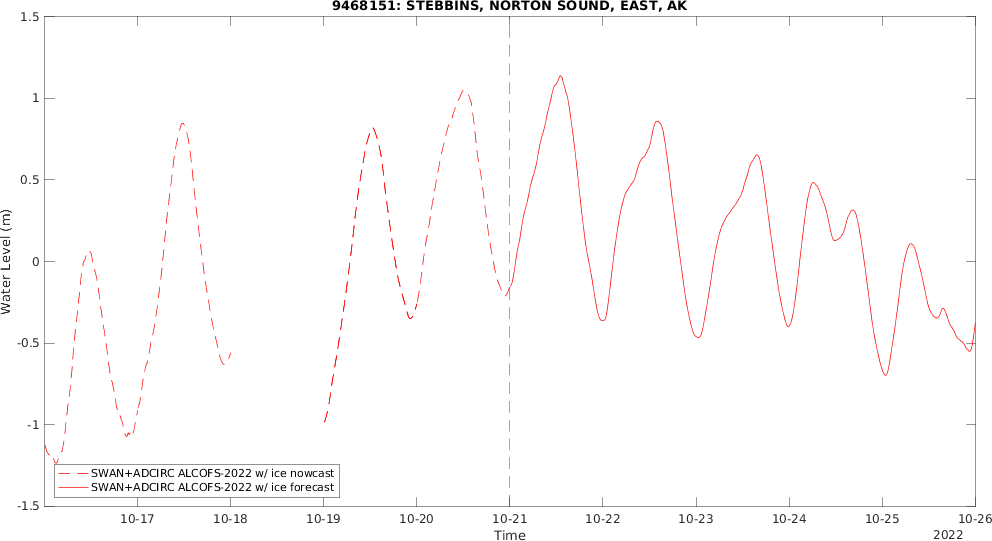 9468151: STEBBINS, NORTON SOUND, EAST, AK
1.5
1
0.5
0
-0.5
-1
-1.5
Water Level (m)
SWAN+ADCIRC ALCOFS-2022 w/ ice nowcast
SWAN+ADCIRC ALCOFS-2022 w/ ice forecast
10-17 10-18 10-19 10-20 10-21 10-22 10-23 10-24 10-25 10-26
Time
2022